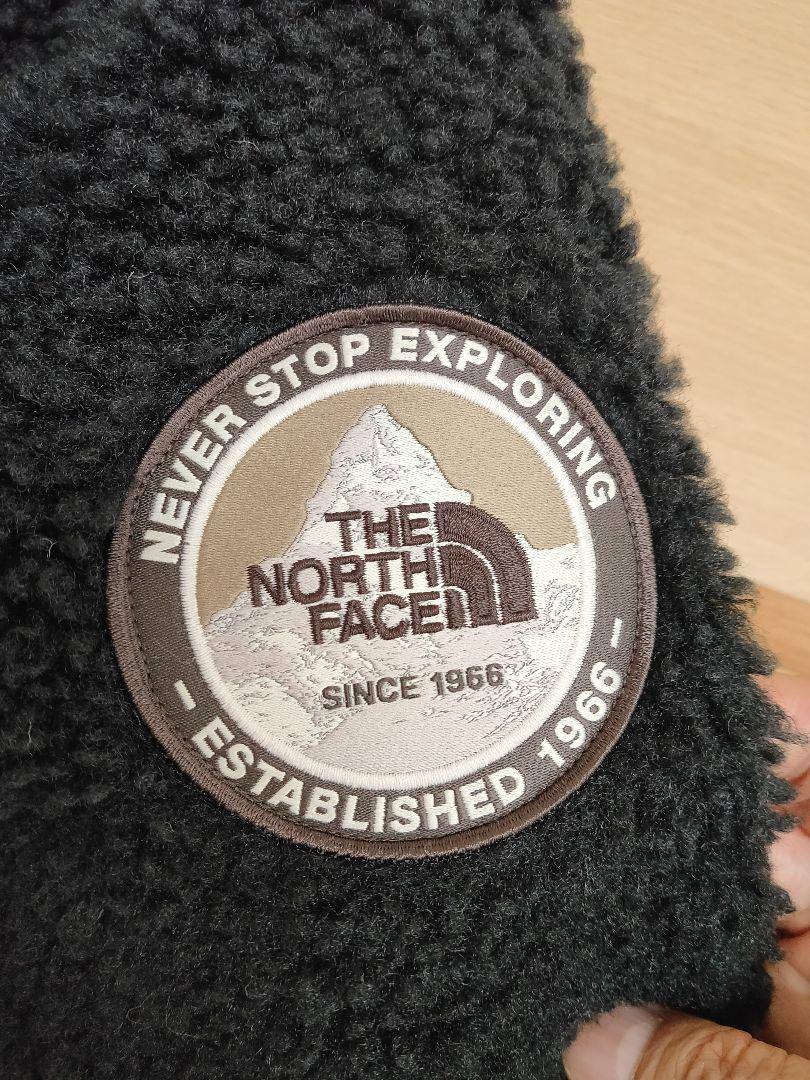 NEVER STOP EXPLORING
THE
NORTH
FACE
SINCE 1966
- ESTABLISHED 1966 -